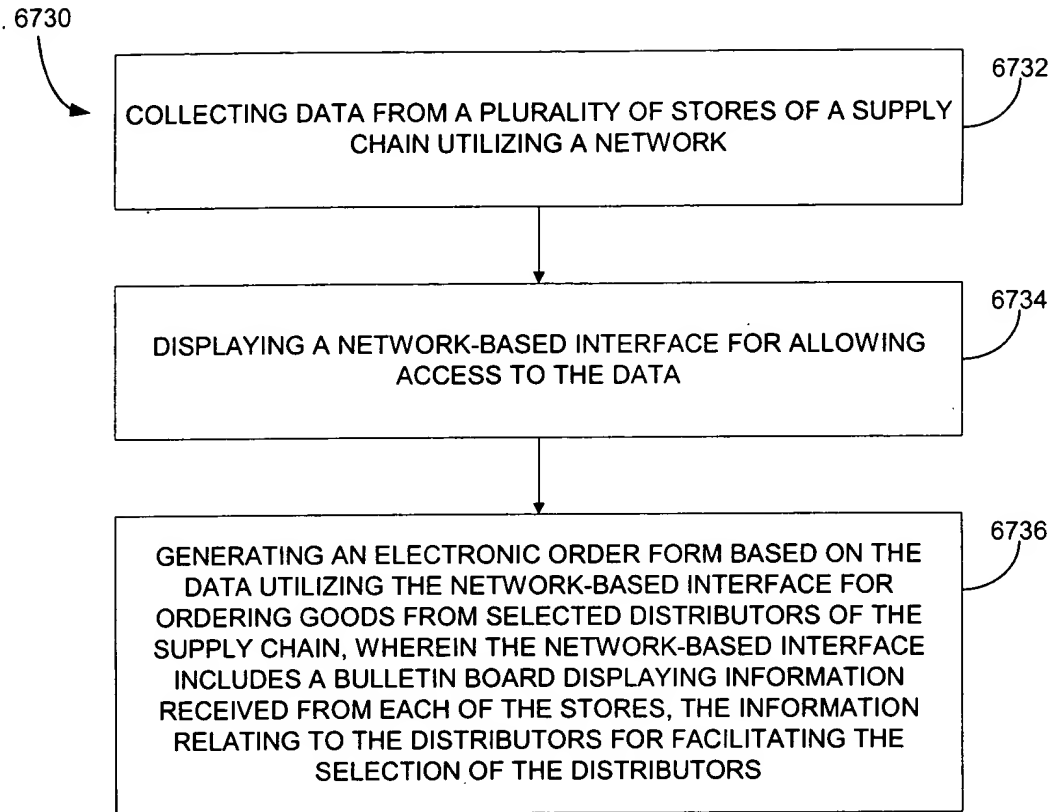 6730
COLLECTING DATA FROM A PLURALITY OF STORES OF A SUPPLY
CHAIN UTILIZING A NETWORK
6732
DISPLAYING A NETWORK-BASED INTERFACE FOR ALLOWING
ACCESS TO THE DATA
6734
GENERATING AN ELECTRONIC ORDER FORM BASED ON THE
DATA UTILIZING THE NETWORK-BASED INTERFACE FOR
ORDERING GOODS FROM SELECTED DISTRIBUTORS OF THE
SUPPLY CHAIN, WHEREIN THE NETWORK-BASED INTERFACE
INCLUDES A BULLETIN BOARD DISPLAYING INFORMATION
RECEIVED FROM EACH OF THE STORES, THE INFORMATION
RELATING TO THE DISTRIBUTORS FOR FACILITATING THE
SELECTION OF THE DISTRIBUTORS
6736